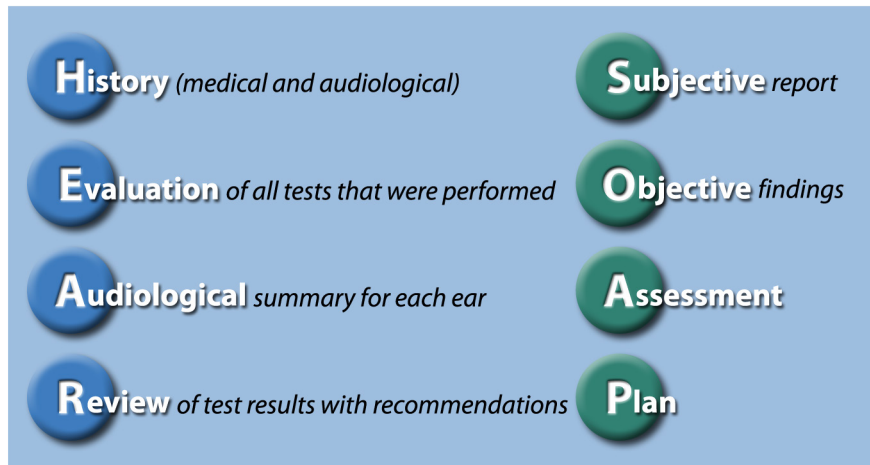 History (medical and audiological)
Evaluation of all tests that were performed
Audiological summary for each ear
Review of test results with recommendations
Subjective report
Objective findings
Assessment
Plan